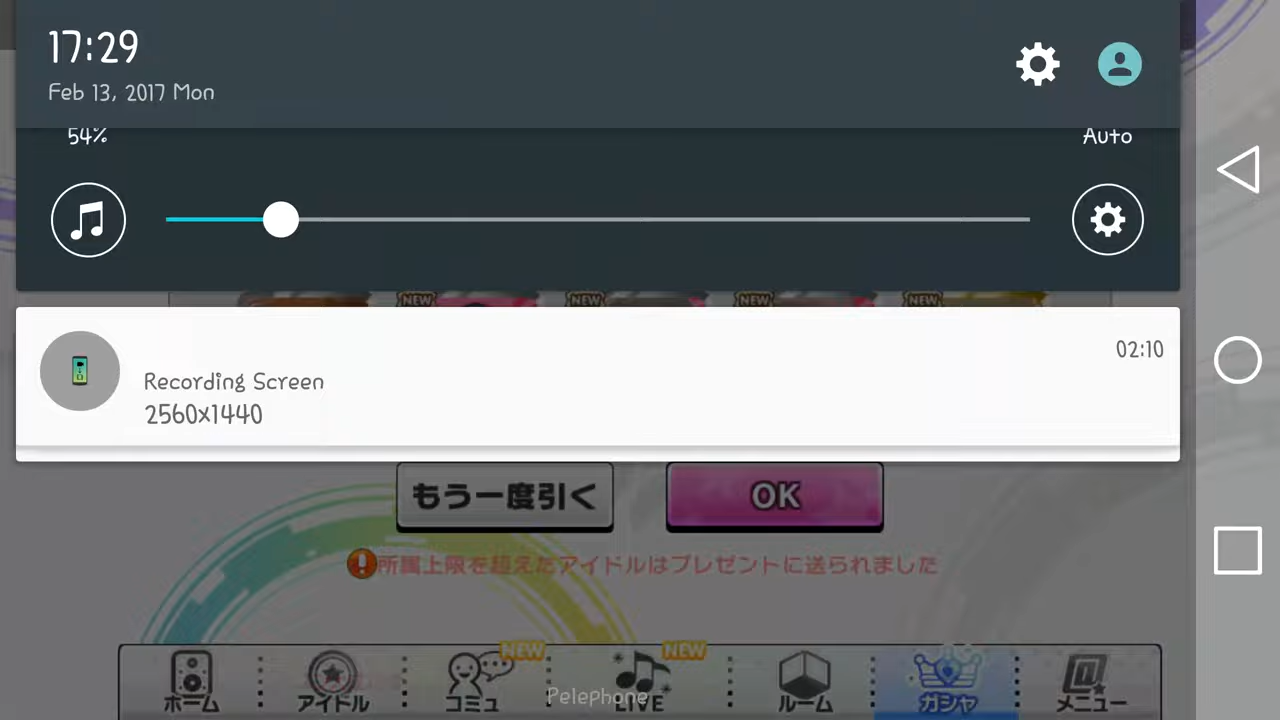 17:29
Feb 13, 2017 Mon
54%
Auto
NEW NEW NEW NEW
02:10
Recording Screen
2560x1440
もう一度引く
OK
所属上限を超えたアイドルはプレゼントに送られました
NEW NEW
ホーム アイドル コミュ LIVE ルーム ガシャ メニュー
Pelephone